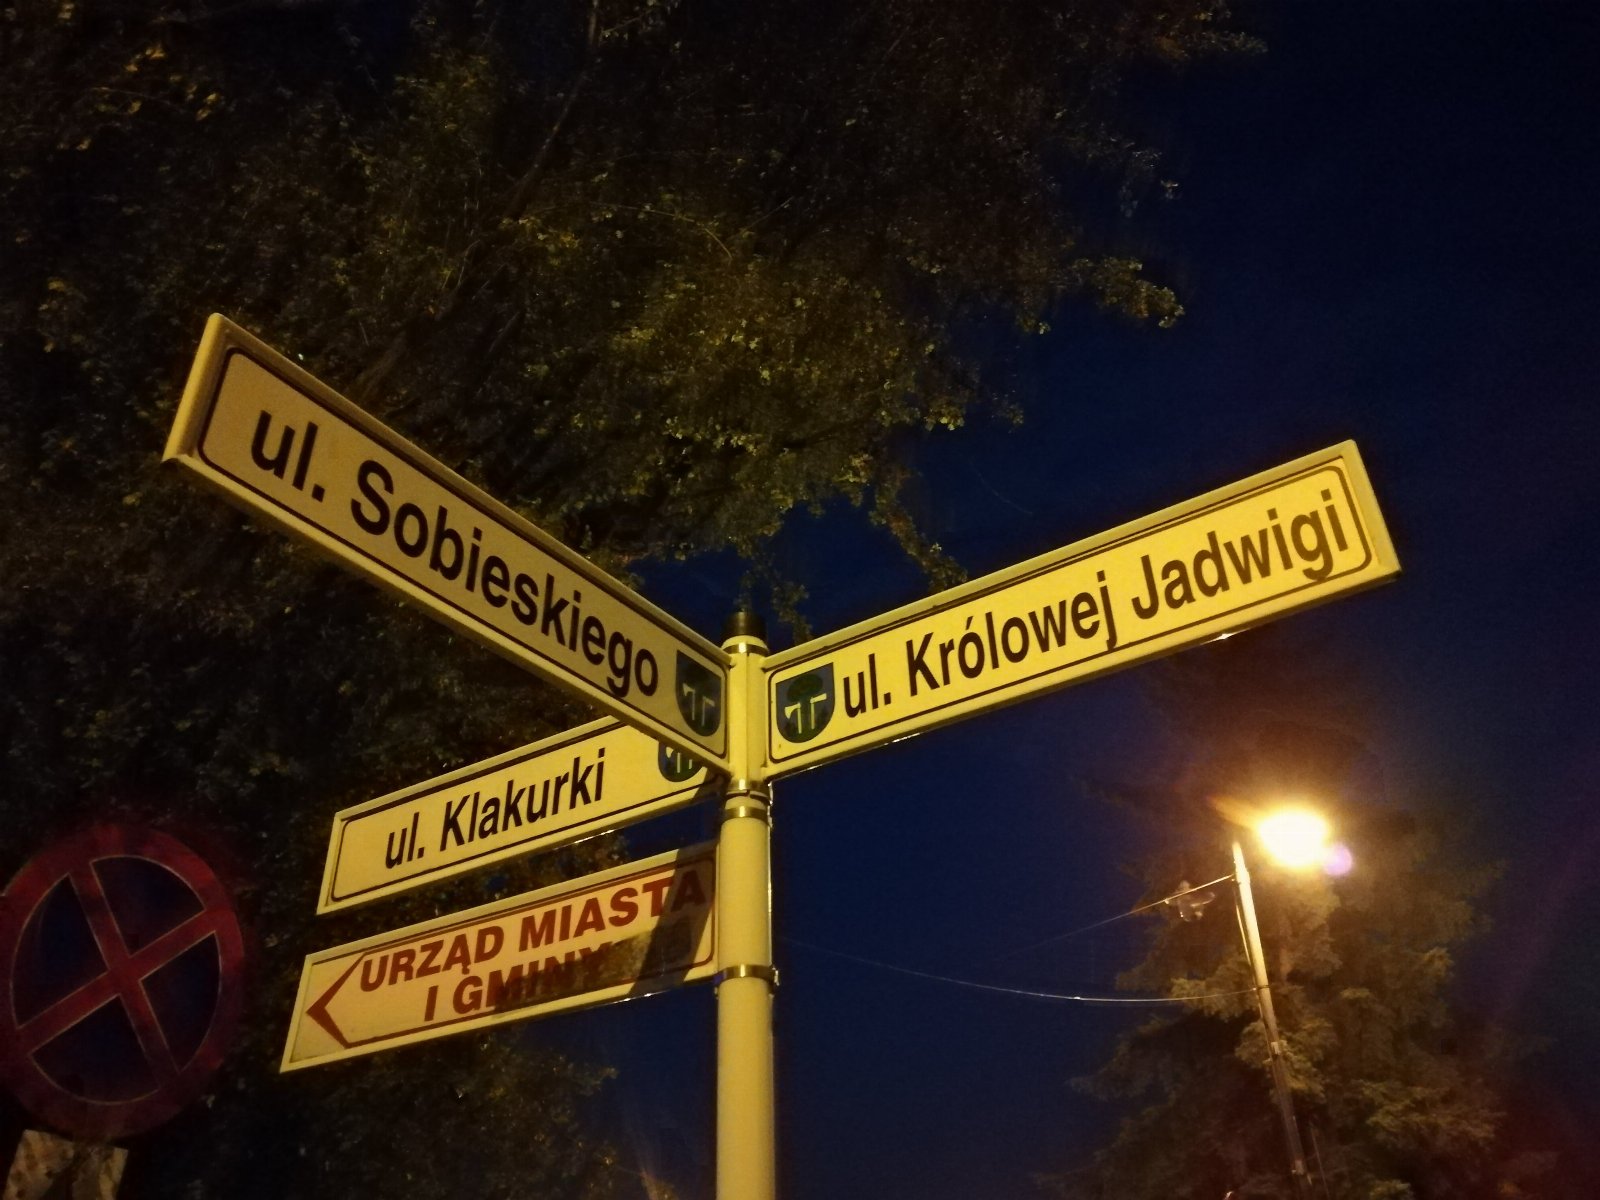 ul. Sobieskiego
ul. Królowej Jadwigi
ul. Klakurki
URZĄD MIASTA
I GMINY